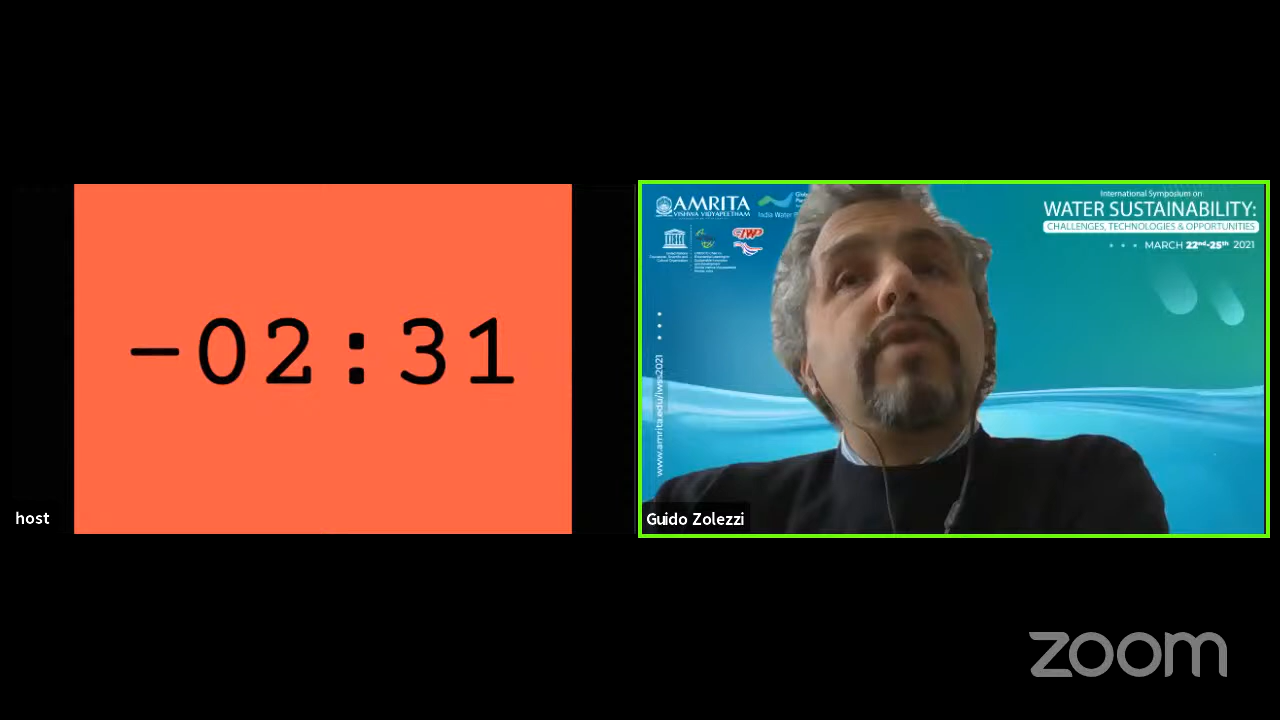 -02:31
host
AMRITA
VISHWA VIDYAPEETHAM
India Water
International Symposium on
WATER SUSTAINABILITY:
CHALLENGES, TECHNOLOGIES & OPPORTUNITIES
MARCH 22nd-25th 2021
www.amrita.edu/iwss2021
Guido Zolezzi
zoom